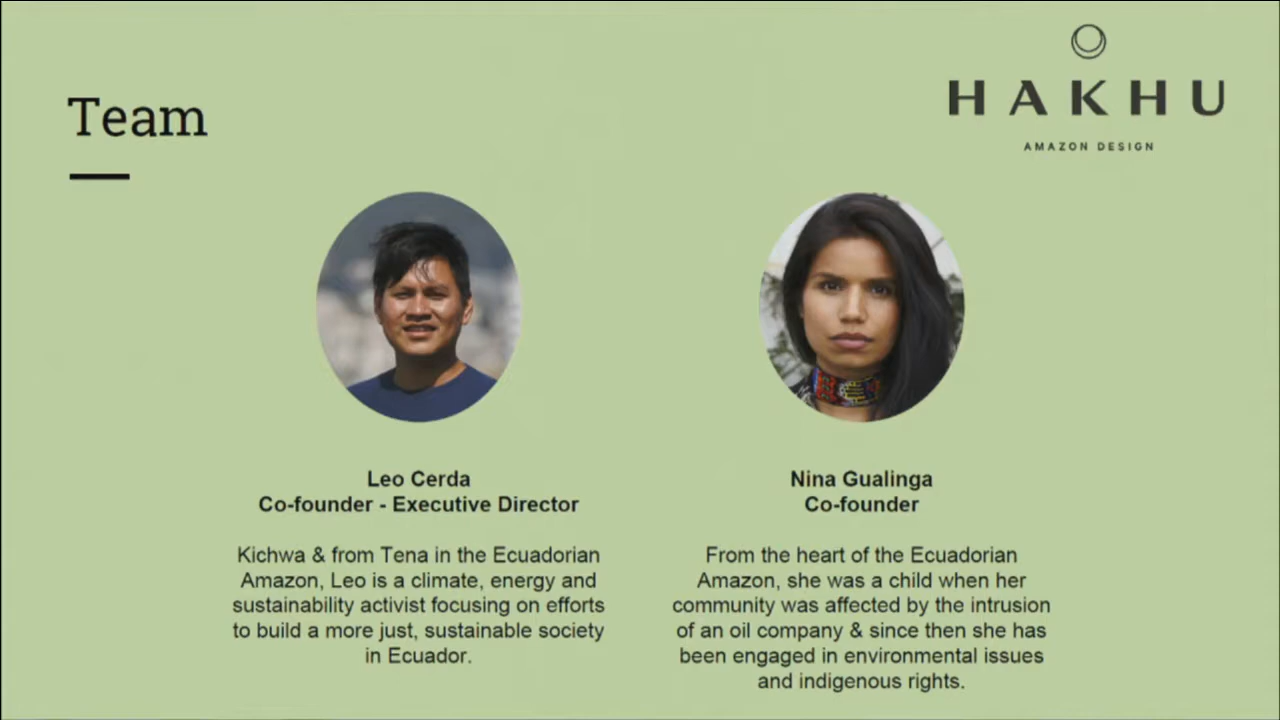 HAKHU
AMAZON DESIGN
Team
Leo Cerda
Co-founder - Executive Director
Kichwa & from Tena in the Ecuadorian
Amazon, Leo is a climate, energy and
sustainability activist focusing on efforts
to build a more just, sustainable society
in Ecuador.
Nina Gualinga
Co-founder
From the heart of the Ecuadorian
Amazon, she was a child when her
community was affected by the intrusion
of an oil company & since then she has
been engaged in environmental issues
and indigenous rights.